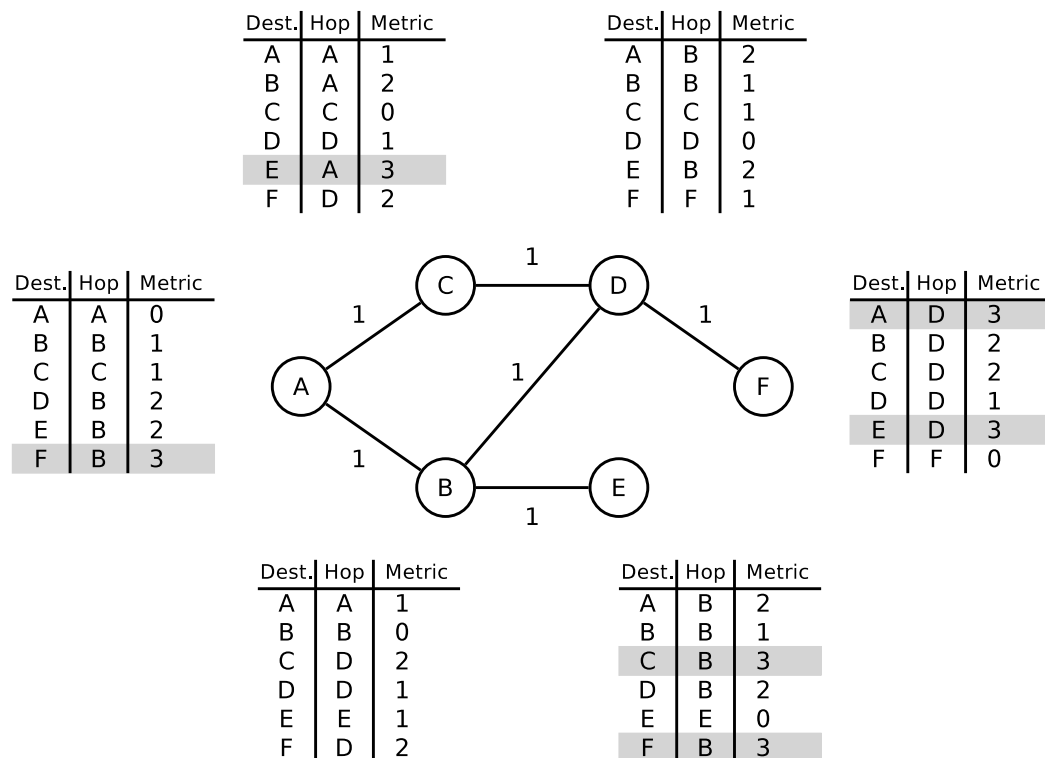 Dest. Hop Metric
A A 1
B A 2
C C 0
D D 1
E A 3
F D 2
Dest. Hop Metric
A B 2
B B 1
C C 1
D D 0
E B 2
F F 1
Dest. Hop Metric
A A 0
B B 1
C C 1
D B 2
E B 2
F B 3
1
C
D
1
1
1
A
F
1
B
E
1
Dest. Hop Metric
A D 3
B D 2
C D 2
D D 1
E D 3
F F 0
Dest. Hop Metric
A A 1
B B 0
C D 2
D D 1
E E 1
F D 2
Dest. Hop Metric
A B 2
B B 1
C B 3
D B 2
E E 0
F B 3